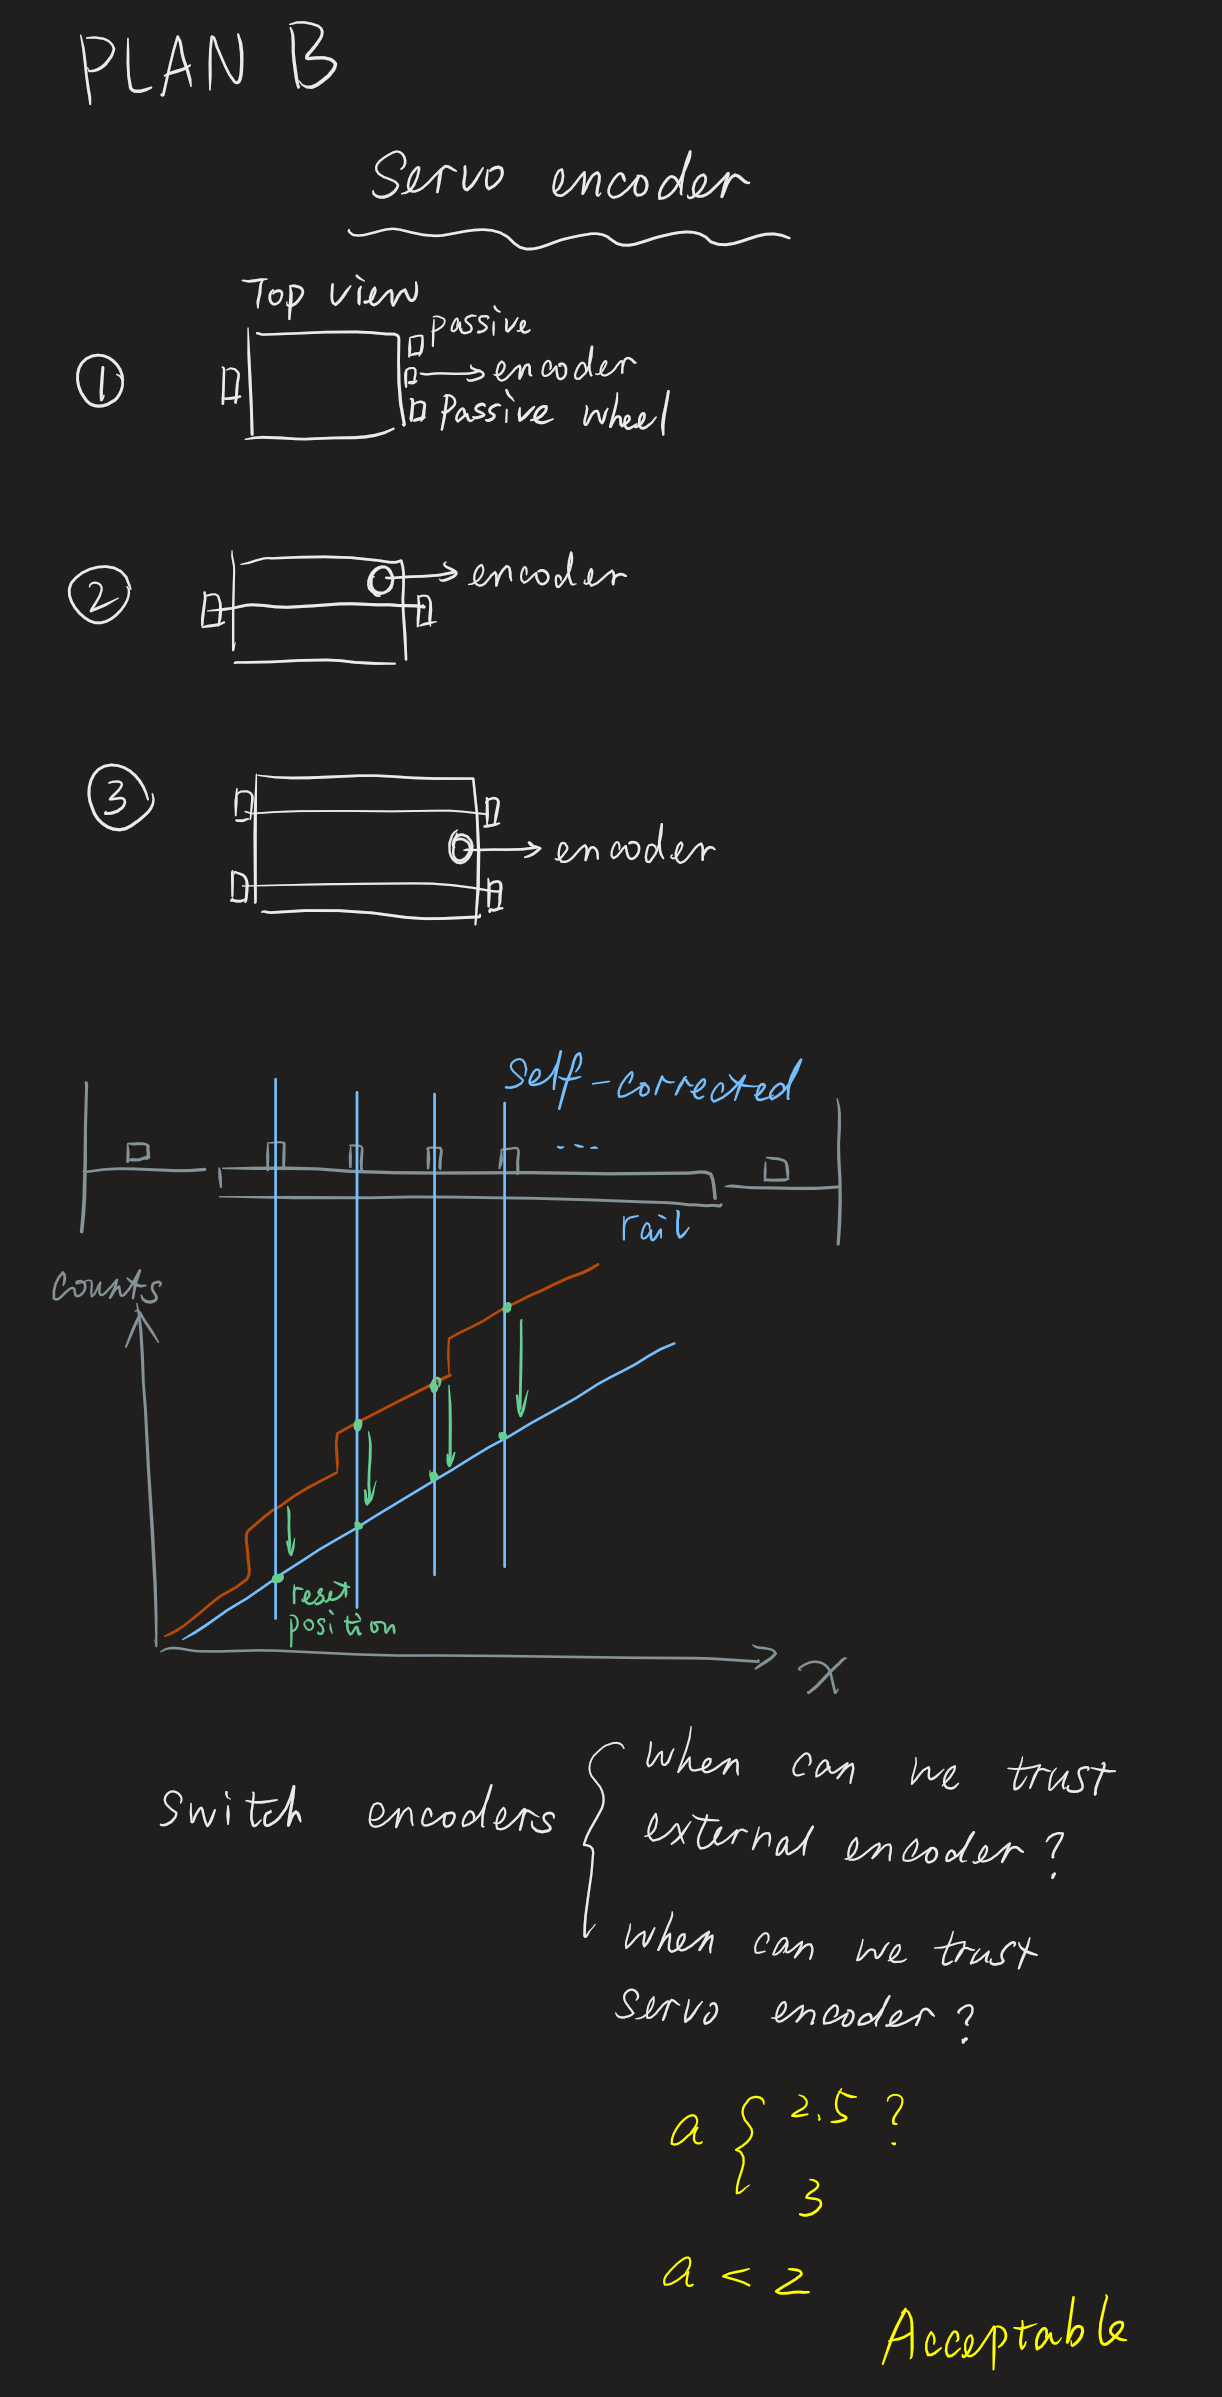 PLAN B
Servo encoder
Top view
① passive
encoder
Passive wheel
② encoder
③ encoder
self-corrected
...
rail
counts
reset
position
x
Switch encoders
when can we trust
external encoder?
when can we trust
servo encoder?
a { 2.5 ?
3
a < 2
Acceptable